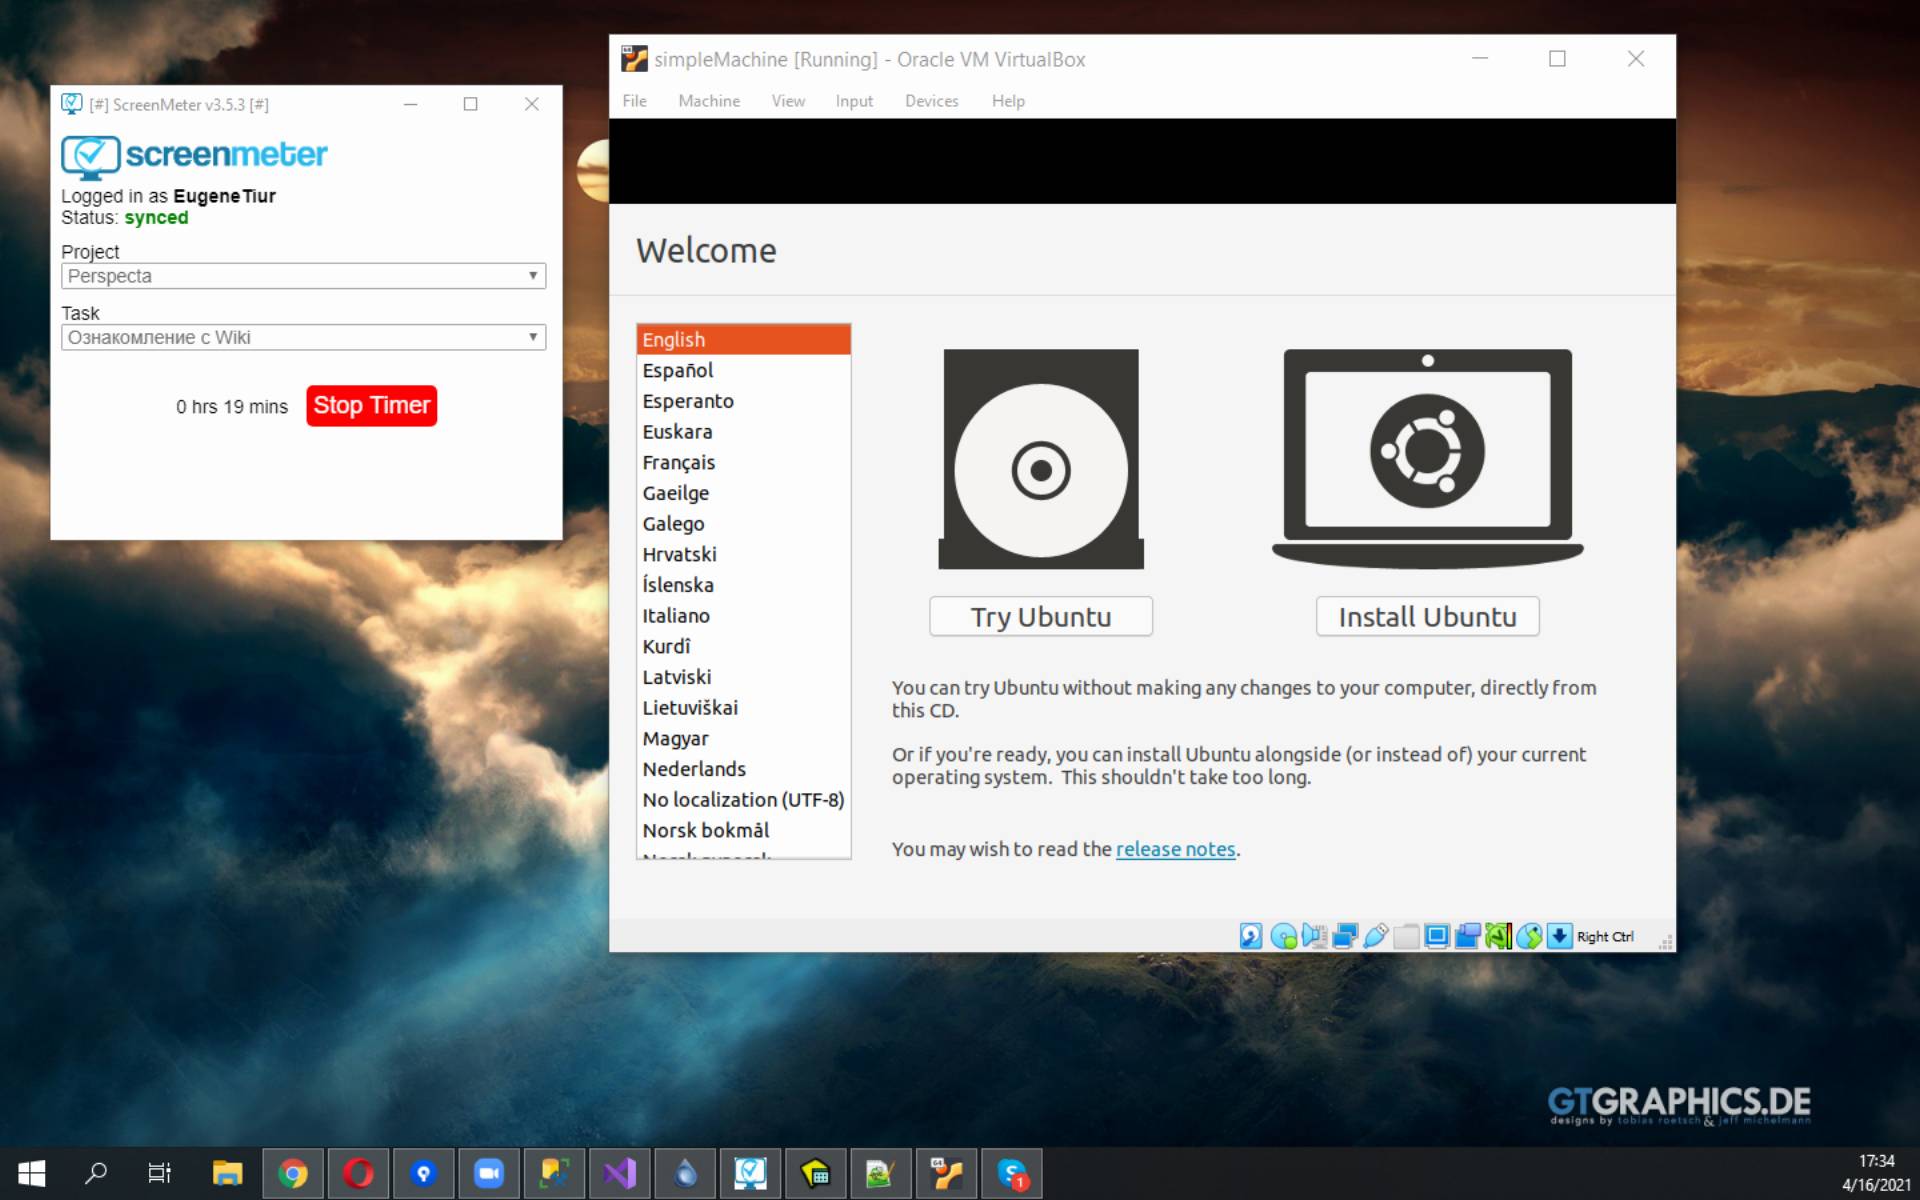 [#] ScreenMeter v3.5.3 [#]
screenmeter
Logged in as EugeneTiur
Status: synced
Project
Perspecta
Task
Ознакомление с Wiki
0 hrs 19 mins
Stop Timer
simpleMachine [Running] - Oracle VM VirtualBox
File Machine View Input Devices Help
Welcome
English
Español
Esperanto
Euskara
Français
Gaeilge
Galego
Hrvatski
Íslenska
Italiano
Kurdî
Latviski
Lietuviškai
Magyar
Nederlands
No localization (UTF-8)
Norsk bokmål
Try Ubuntu
Install Ubuntu
You can try Ubuntu without making any changes to your computer, directly from
this CD.
Or if you're ready, you can install Ubuntu alongside (or instead of) your current
operating system. This shouldn't take too long.
You may wish to read the release notes.
Right Ctrl
GTGRAPHICS.DE
designs by tobias roetsch & jeff michelmann
64
1
17:34
4/16/2021